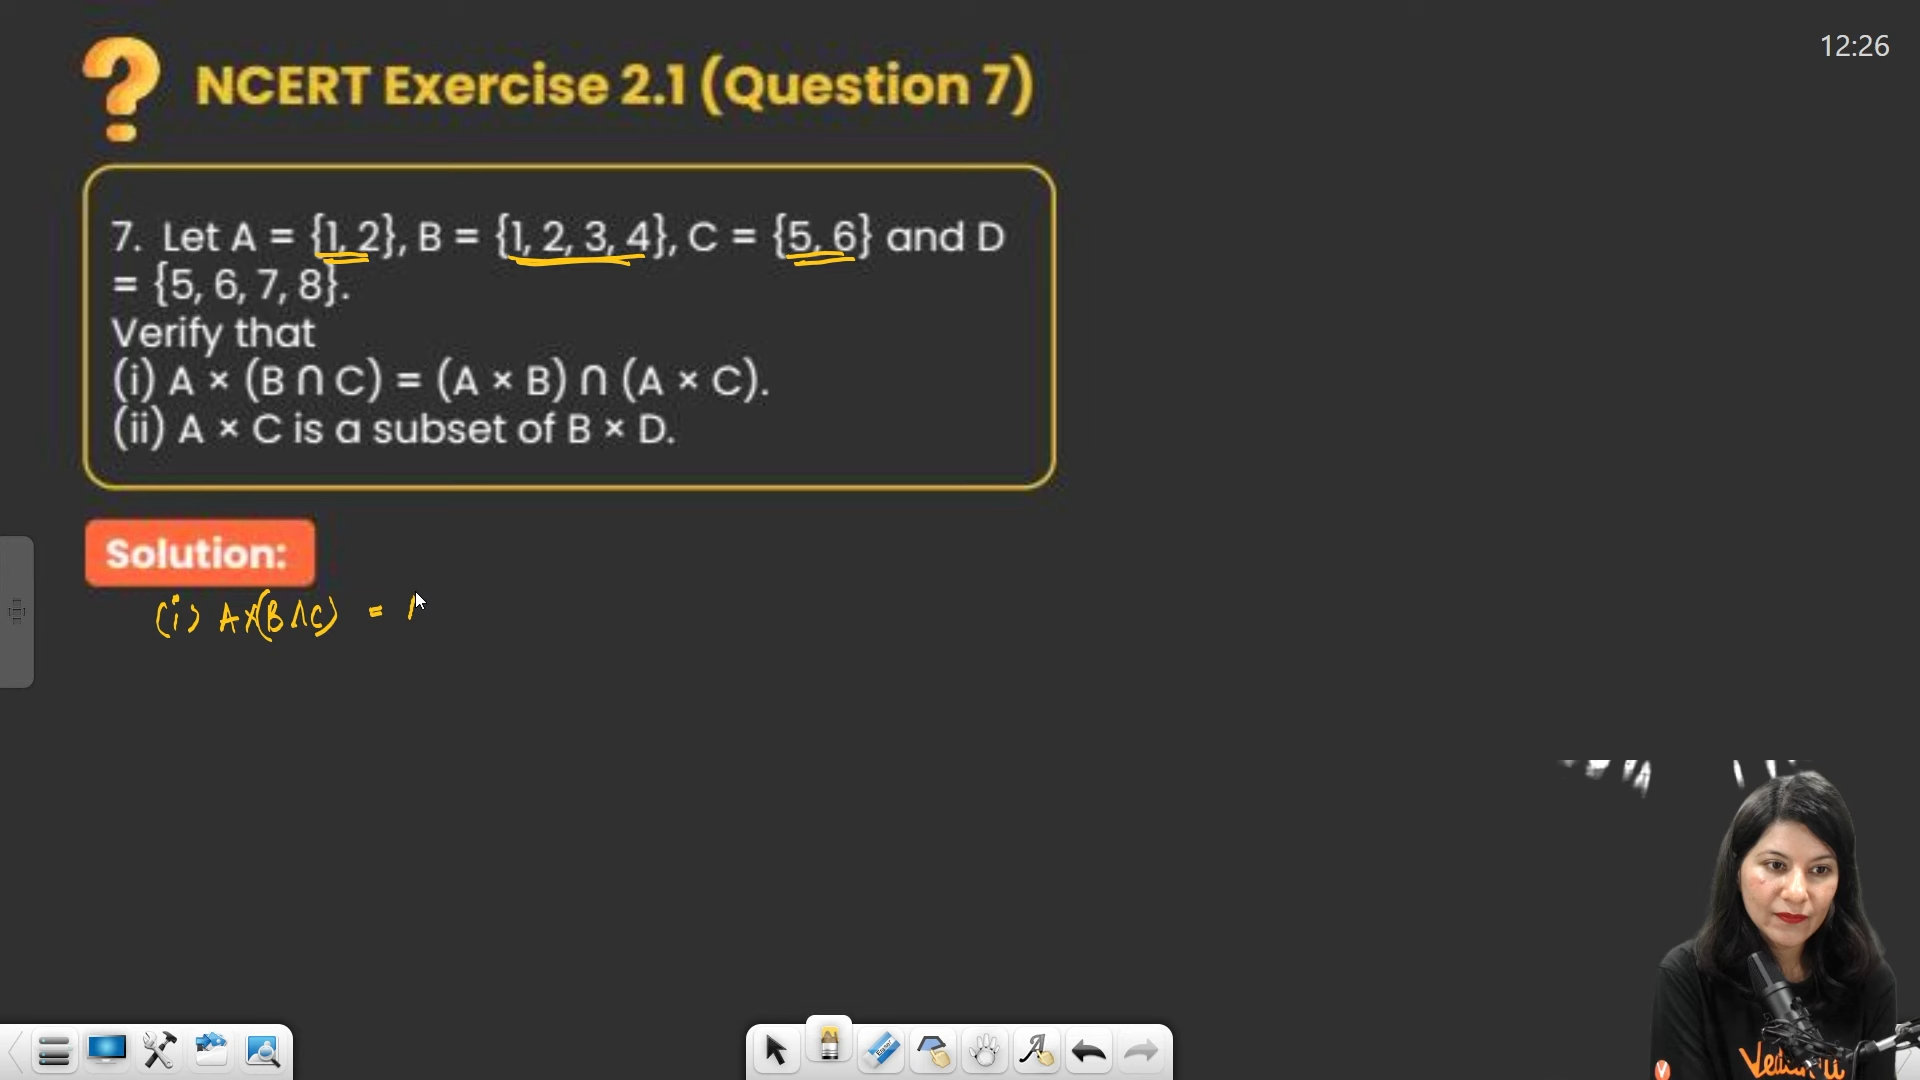 12:26
? NCERT Exercise 2.1 (Question 7)
7. Let A = {1, 2}, B = {1, 2, 3, 4}, C = {5, 6} and D
= {5, 6, 7, 8}.
Verify that
(i) A × (B ∩ C) = (A × B) ∩ (A × C).
(ii) A × C is a subset of B × D.
Solution:
(i) A×(B∩C) =